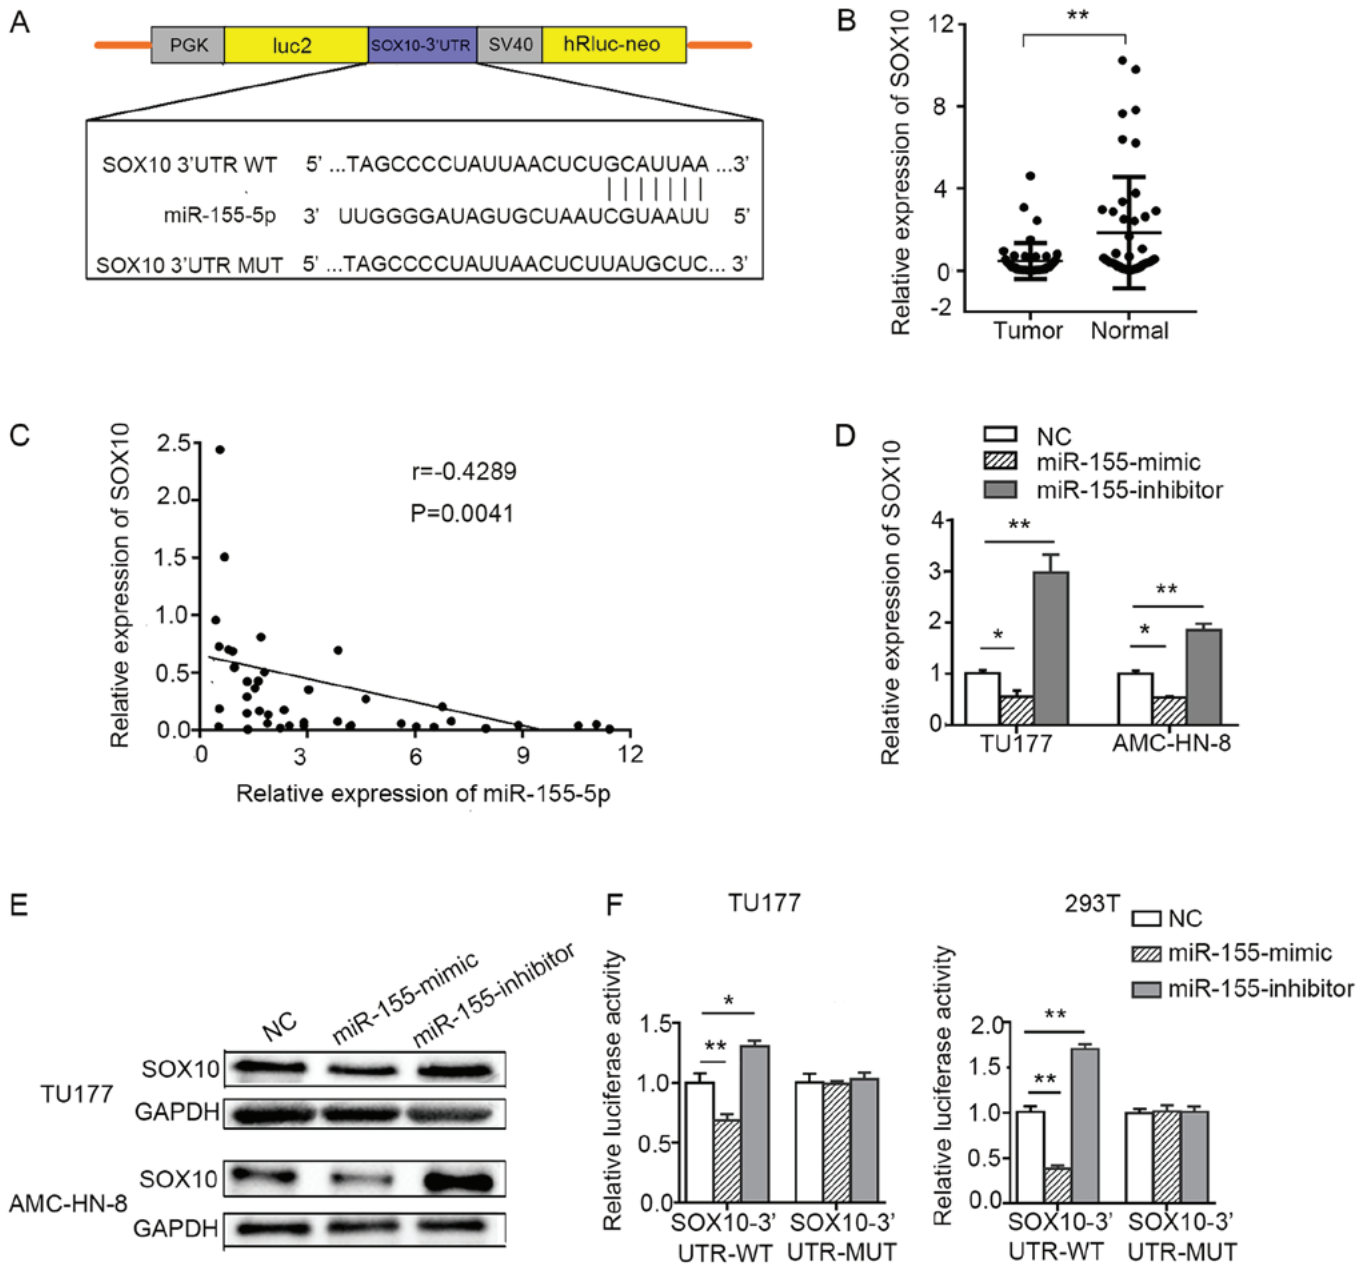 A
PGK luc2 SOX10-3'UTR SV40 hRluc-neo
SOX10 3'UTR WT 5' ...TAGCCCCUAUUAACUCUGCAUUAA ...3'
miR-155-5p 3' UUGGGGAUAGUGCUAAUCGUAAUU 5'
SOX10 3'UTR MUT 5' ...TAGCCCCUAUUAACUCUUAUGCUC... 3'
B
Relative expression of SOX10
12
8
4
0
-2
**
Tumor Normal
C
Relative expression of SOX10
2.5
2.0
1.5
1.0
0.5
0.0
r=-0.4289
P=0.0041
0 3 6 9 12
Relative expression of miR-155-5p
D
NC
miR-155-mimic
miR-155-inhibitor
Relative expression of SOX10
4
3
2
1
0
** * ** *
TU177 AMC-HN-8
E
NC miR-155-mimic miR-155-inhibitor
TU177
SOX10
GAPDH
AMC-HN-8
SOX10
GAPDH
F
TU177
Relative luciferase activity
1.5
1.0
0.5
0.0
* **
SOX10-3' SOX10-3'
UTR-WT UTR-MUT
293T
NC
miR-155-mimic
miR-155-inhibitor
Relative luciferase activity
2.0
1.5
1.0
0.5
0.0
** **
SOX10-3' SOX10-3'
UTR-WT UTR-MUT